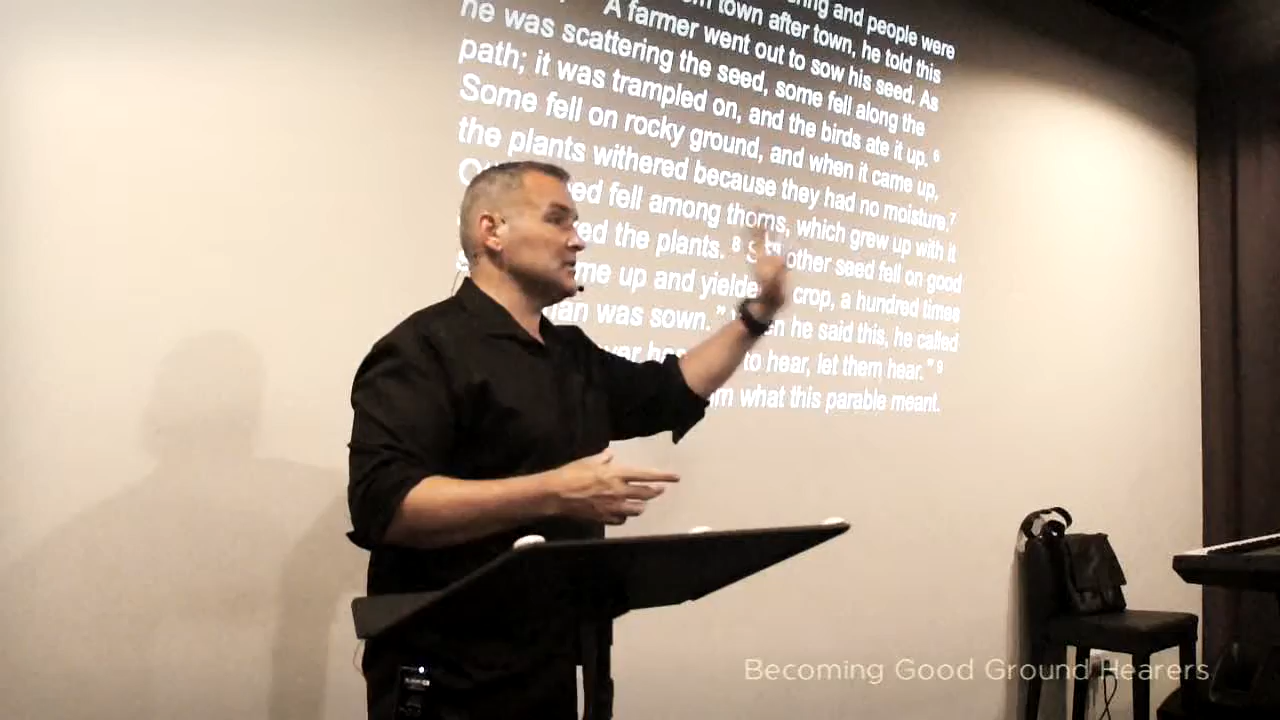 and people were
town after town, he told this
A farmer went out to sow his seed. As
he was scattering the seed, some fell along the
path; it was trampled on, and the birds ate it up. 6
Some fell on rocky ground, and when it came up,
the plants withered because they had no moisture. 7
fell among thorns, which grew up with it
the plants. 8 other seed fell on good
up and yielded crop, a hundred times
was sown." he said this, he called
to hear, let them hear." 9
what this parable meant.
Becoming Good Ground Hearers